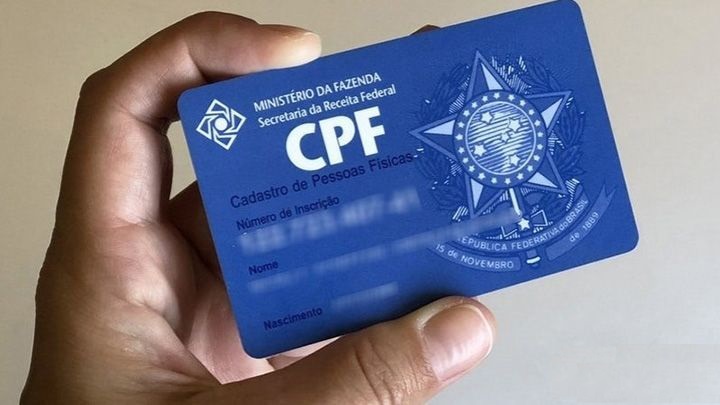 MINISTÉRIO DA FAZENDA
Secretaria da Receita Federal
CPF
Cadastro de Pessoas Físicas
Número de Inscrição
Nome
Nascimento
REPÚBLICA FEDERATIVA do BRASIL
15 de NOVEMBRO de 1889